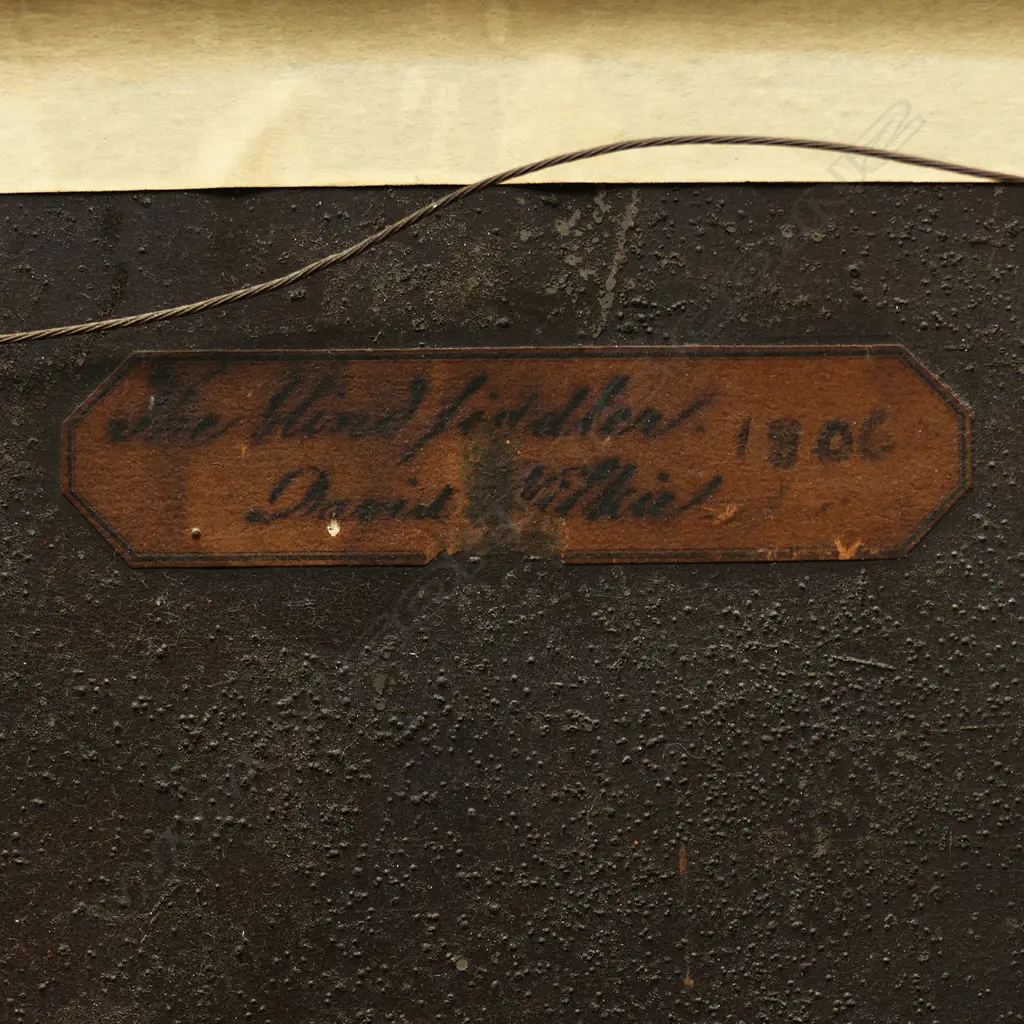 The blind fiddler. 1806
David Wilkie